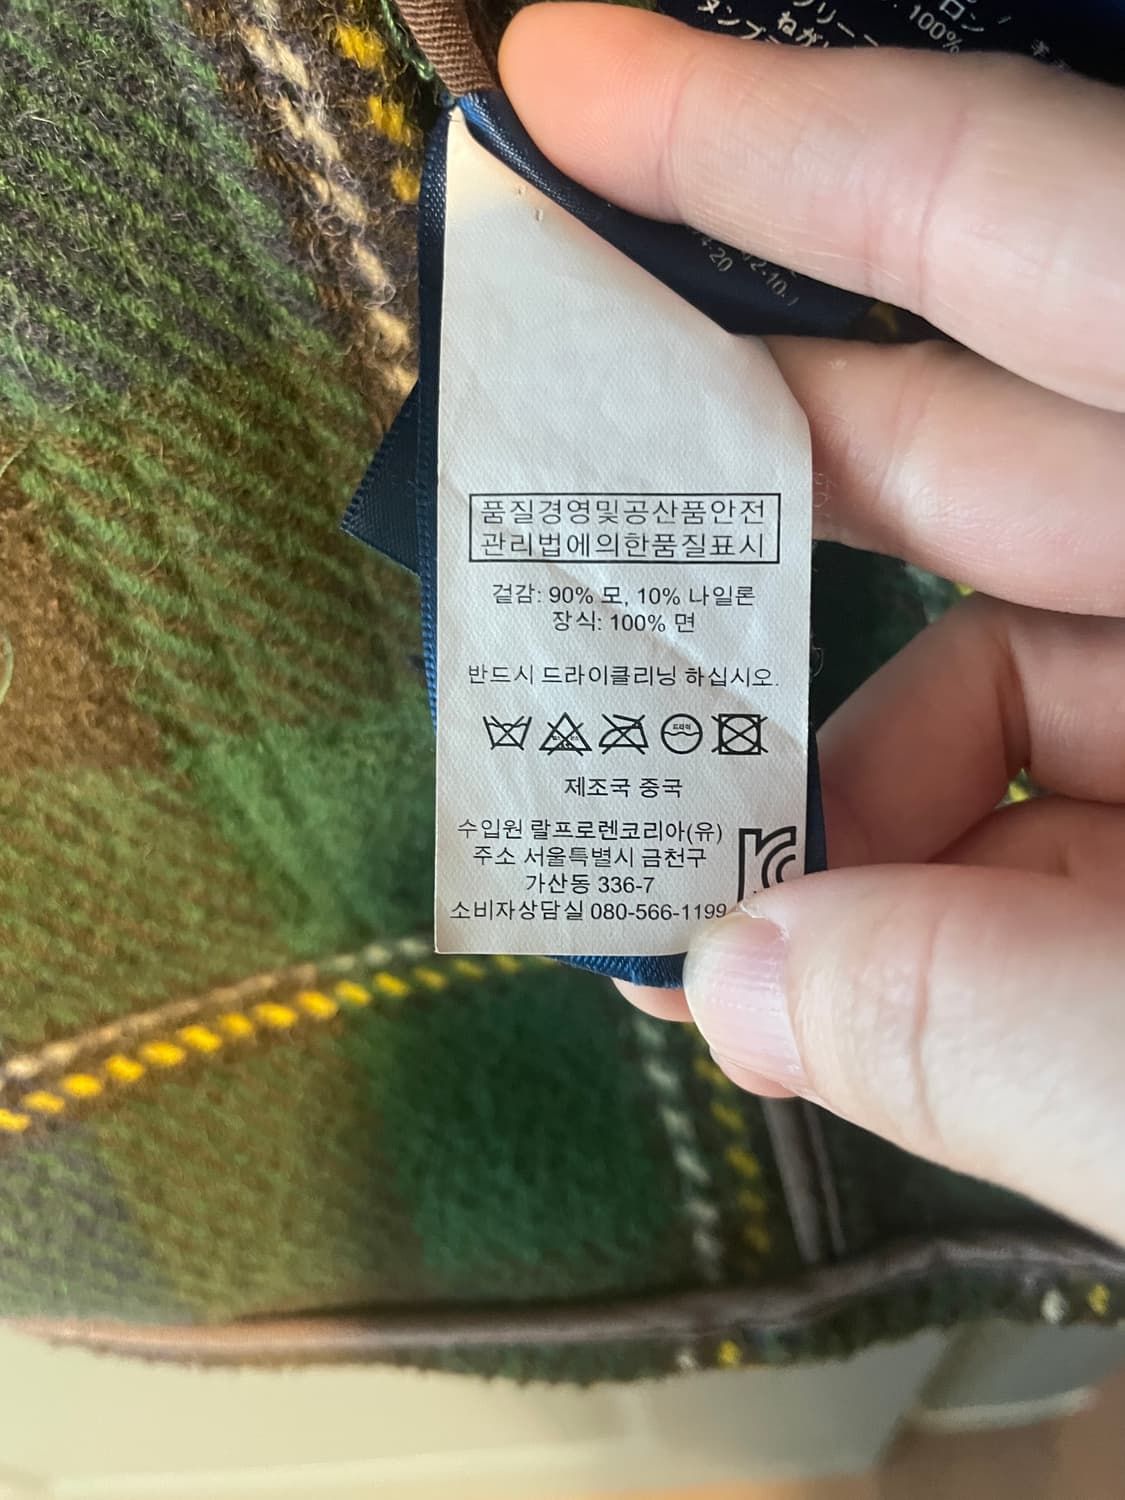 100%
품질경영및공산품안전
관리법에의한품질표시
겉감: 90% 모, 10% 나일론
장식: 100% 면
반드시 드라이클리닝 하십시오.
드라이
제조국 중국
수입원 랄프로렌코리아(유)
주소 서울특별시 금천구
가산동 336-7
소비자상담실 080-566-1199